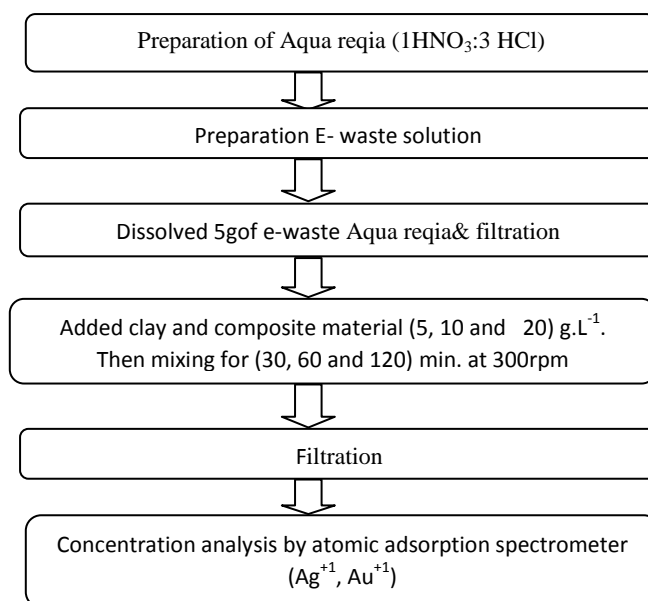 Preparation of Aqua reqia (1HNO₃:3 HCl)
Preparation E- waste solution
Dissolved 5gof e-waste Aqua reqia& filtration
Added clay and composite material (5, 10 and 20) g.L⁻¹.
Then mixing for (30, 60 and 120) min. at 300rpm
Filtration
Concentration analysis by atomic adsorption spectrometer
(Ag⁺¹, Au⁺¹)